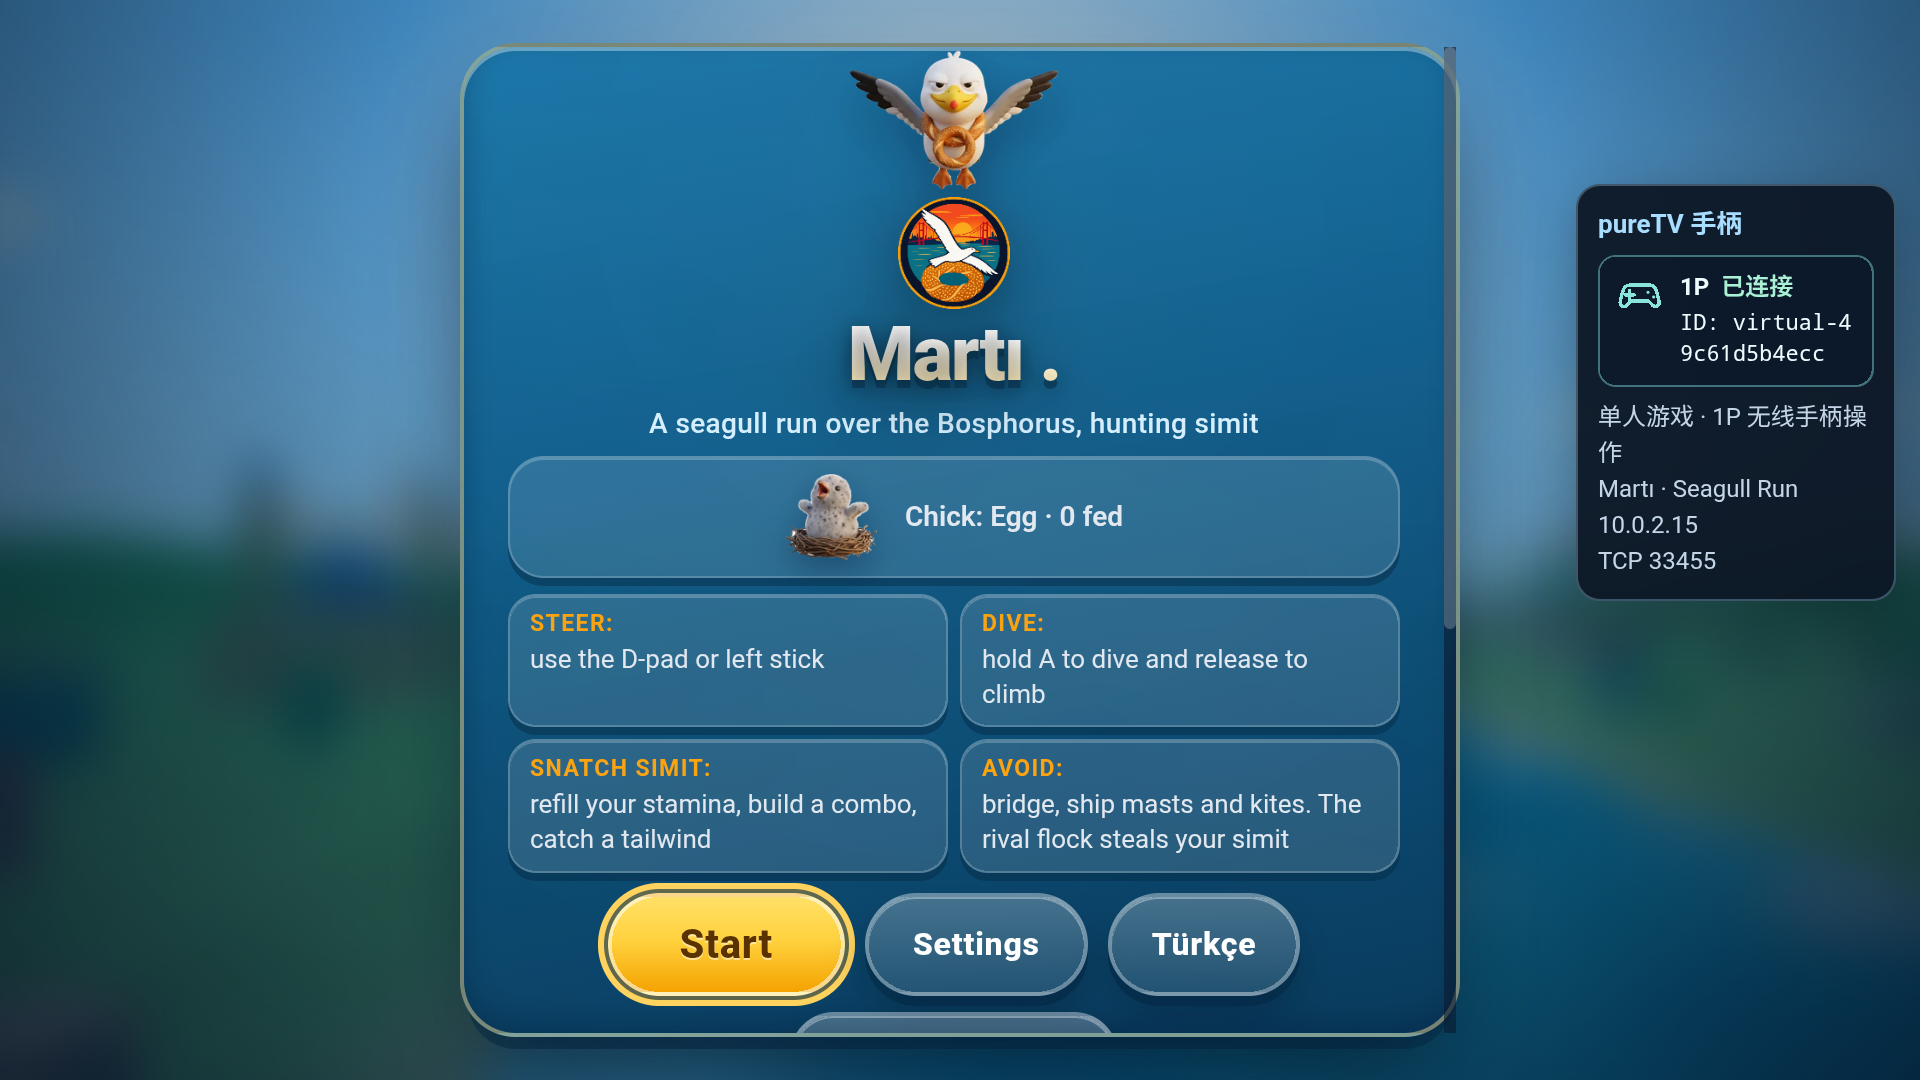 Martı .
A seagull run over the Bosphorus, hunting simit
Chick: Egg · 0 fed
STEER:
use the D-pad or left stick
DIVE:
hold A to dive and release to
climb
SNATCH SIMIT:
refill your stamina, build a combo,
catch a tailwind
AVOID:
bridge, ship masts and kites. The
rival flock steals your simit
Start
Settings
Türkçe
pureTV 手柄
1P 已连接
ID: virtual-4
9c61d5b4ecc
单人游戏 · 1P 无线手柄操
作
Martı · Seagull Run
10.0.2.15
TCP 33455